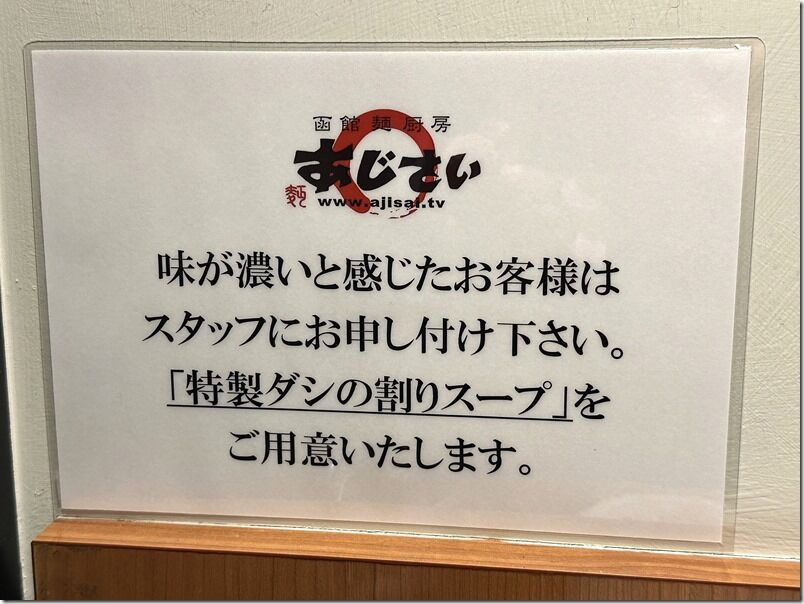 函館麺厨房
あじさい
麵
www.ajisai.tv
味が濃いと感じたお客様は
スタッフにお申し付け下さい。
「特製ダシの割りスープ」を
ご用意いたします。